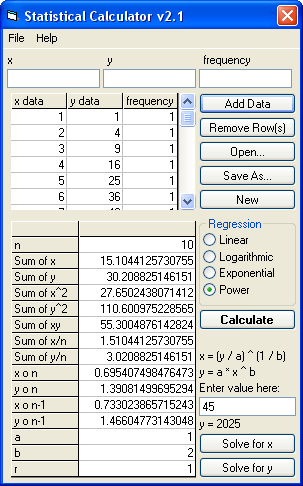 Statistical Calculator v2.1
File Help
x y frequency
Add Data
x data y data frequency
1 1 1
2 4 1
3 9 1
4 16 1
5 25 1
6 36 1
Remove Row(s)
Open...
Save As...
New
n 10
Sum of x 15.1044125730755
Sum of y 30.208825146151
Sum of x^2 27.6502438071412
Sum of y^2 110.600975228565
Sum of xy 55.3004876142824
Sum of x/n 1.51044125730755
Sum of y/n 3.0208825146151
x σ n 0.695407498476473
y σ n 1.39081499695294
x σ n-1 0.733023865715243
y σ n-1 1.46604773143048
a 1
b 2
r 1
Regression
Linear
Logarithmic
Exponential
Power
Calculate
x = (y / a) ^ (1 / b)
y = a * x ^ b
Enter value here:
45
y = 2025
Solve for x
Solve for y